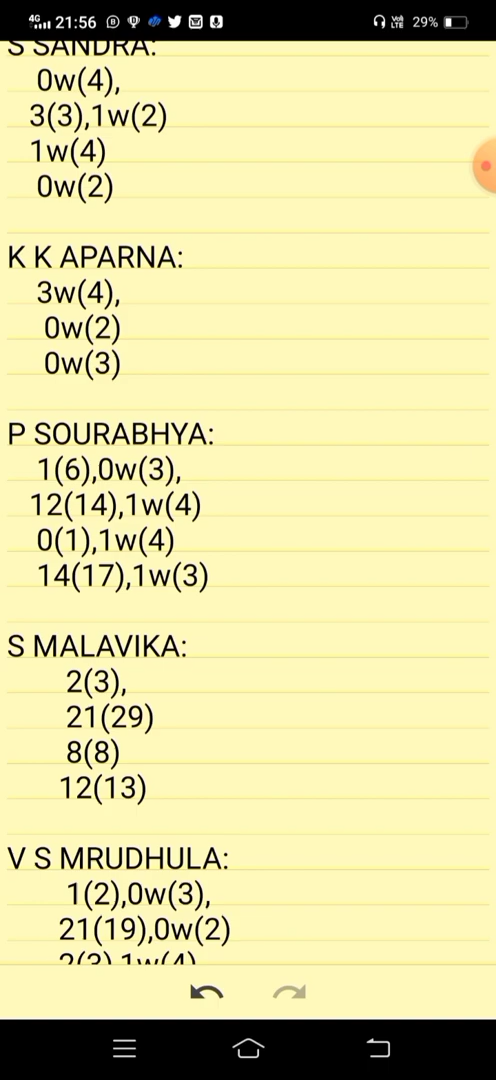 4G 21:56 29%
S SANDRA:
0w(4),
3(3),1w(2)
1w(4)
0w(2)
K K APARNA:
3w(4),
0w(2)
0w(3)
P SOURABHYA:
1(6),0w(3),
12(14),1w(4)
0(1),1w(4)
14(17),1w(3)
S MALAVIKA:
2(3),
21(29)
8(8)
12(13)
V S MRUDHULA:
1(2),0w(3),
21(19),0w(2)